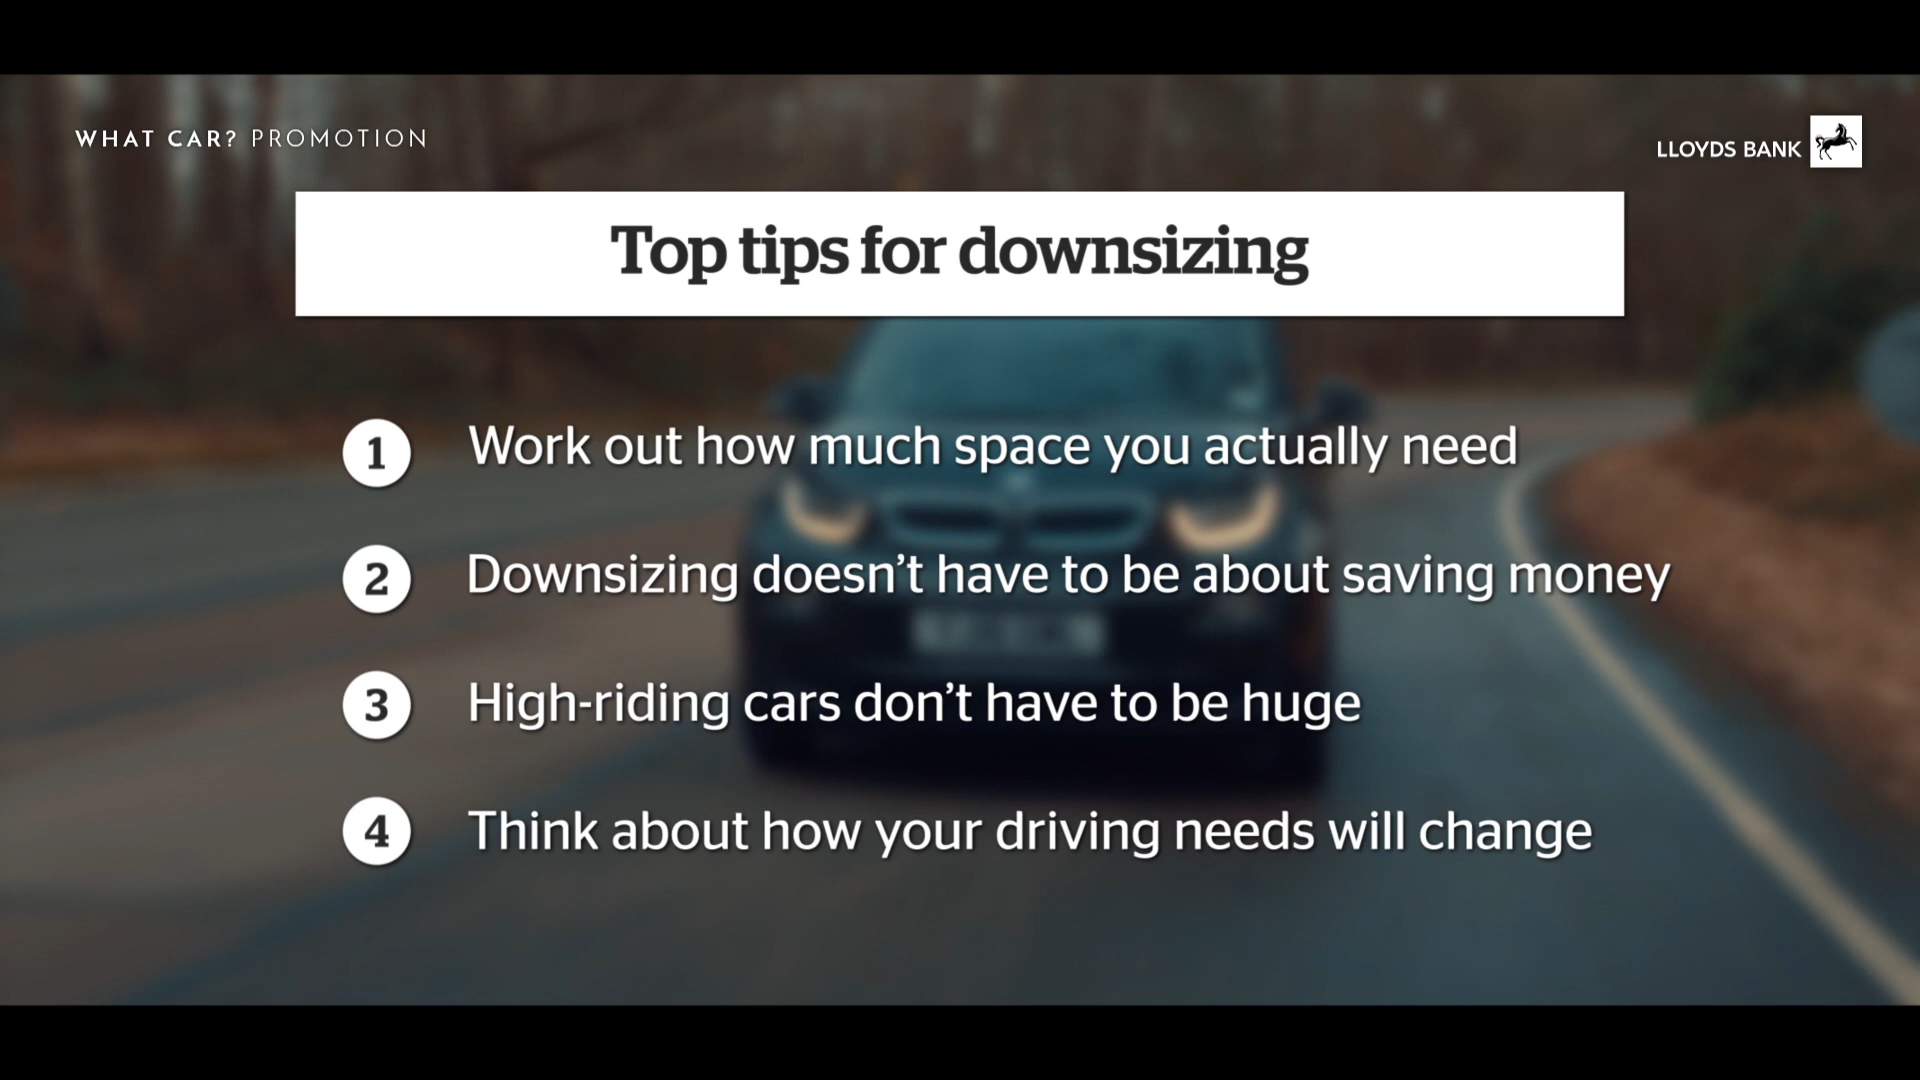 WHAT CAR? PROMOTION
LLOYDS BANK
Top tips for downsizing
1 Work out how much space you actually need
2 Downsizing doesn’t have to be about saving money
3 High-riding cars don’t have to be huge
4 Think about how your driving needs will change